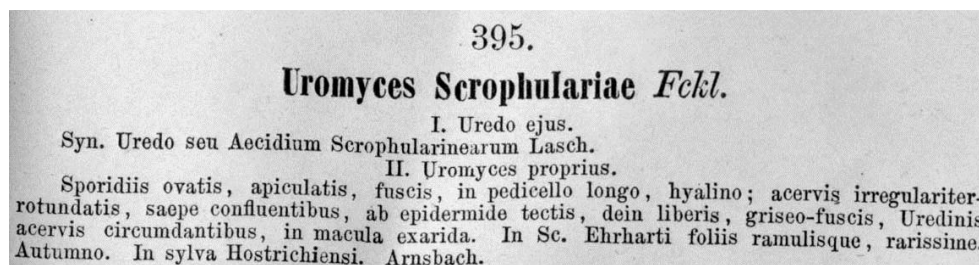 395.
Uromyces Scrophulariae Fckl.
I. Uredo ejus.
Syn. Uredo seu Aecidium Scrophularinearum Lasch.
II. Uromyces proprius.
Sporidiis ovatis, apiculatis, fuscis, in pedicello longo, hyalino; acervis irregulariter-
rotundatis, saepe confluentibus, ab epidermide tectis, dein liberis, griseo-fuscis, Uredinis
acervis circumdantibus, in macula exarida. In Sc. Ehrharti foliis ramulisque, rarissime.
Autumno. In sylva Hostrichiensi. Arnsbach.